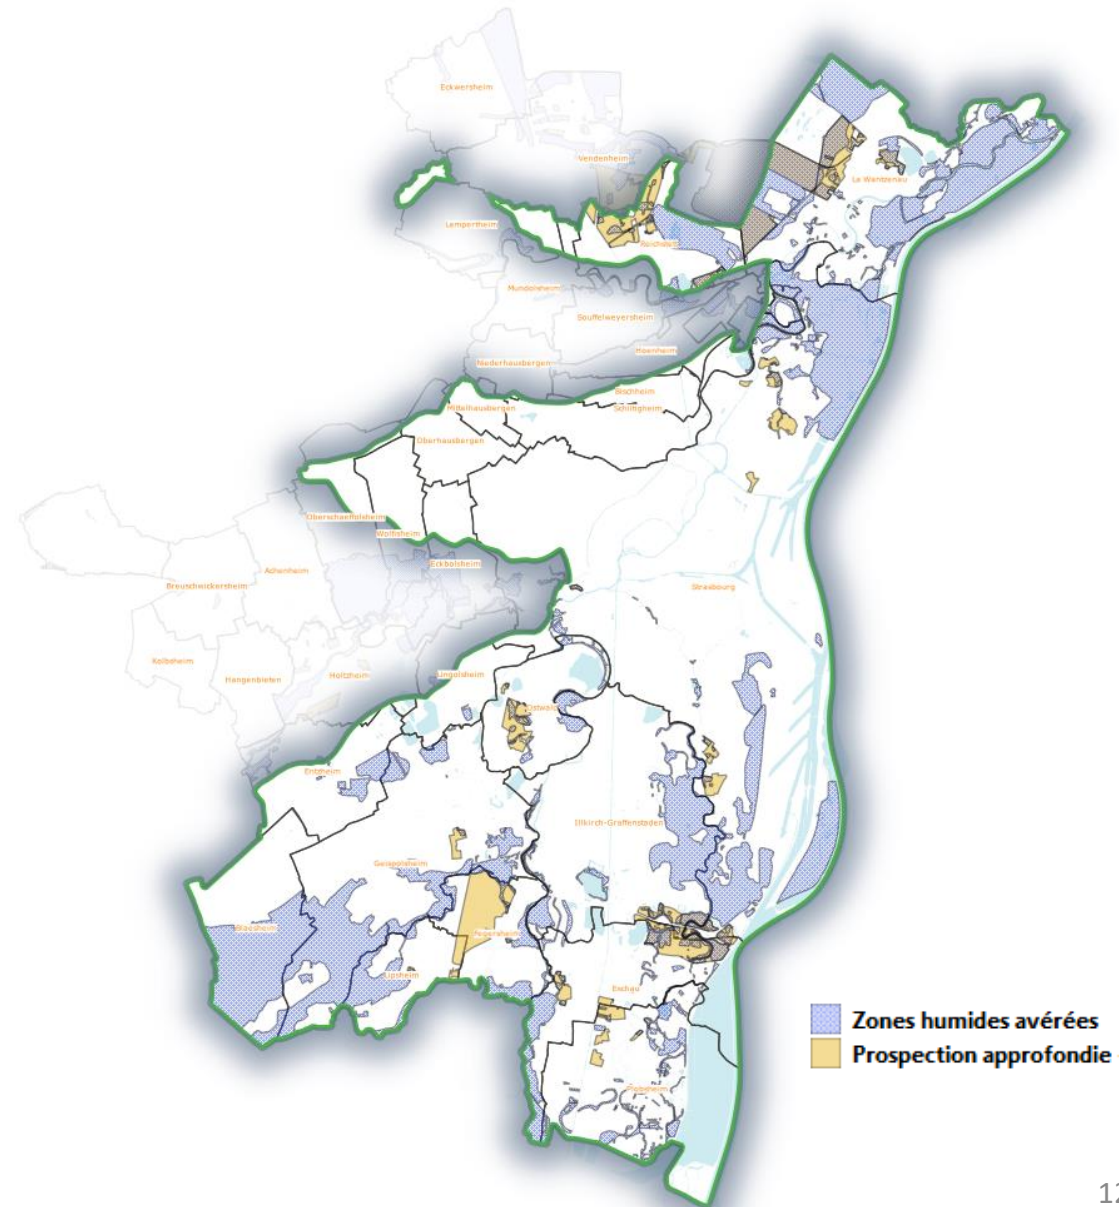 Eckwersheim
Vendenheim
La Wantzenau
Lampertheim
Reichstett
Mundolsheim
Souffelweyersheim
Hoenheim
Niederhausbergen
Bischheim
Mittelhausbergen
Schiltigheim
Oberhausbergen
Oberschaeffolsheim
Wolfisheim
Eckbolsheim
Achenheim
Breuschwickersheim
Strasbourg
Kolbsheim
Hangenbieten
Holtzheim
Lingolsheim
Ostwald
Entzheim
Illkirch-Graffenstaden
Geispolsheim
Blaesheim
Fegersheim
Lipsheim
Eschau
Zones humides avérées
Prospection approfondie
Plobsheim
12